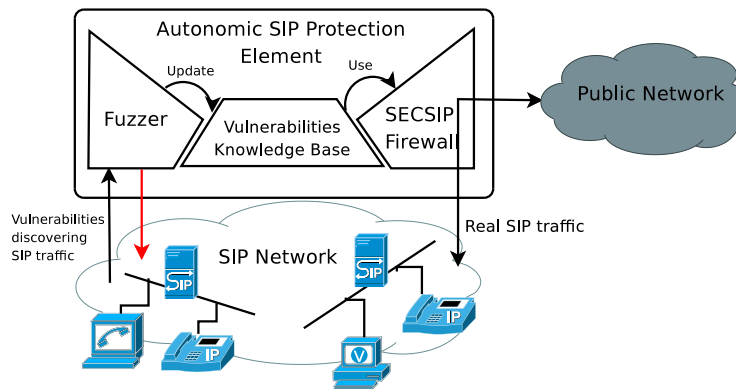 Autonomic SIP Protection
Element
Update
Use
Fuzzer
Vulnerabilities
Knowledge Base
SECSIP
Firewall
Public Network
Vulnerabilities
discovering
SIP traffic
Real SIP traffic
SIP Network
SIP
SIP
IP
IP
V